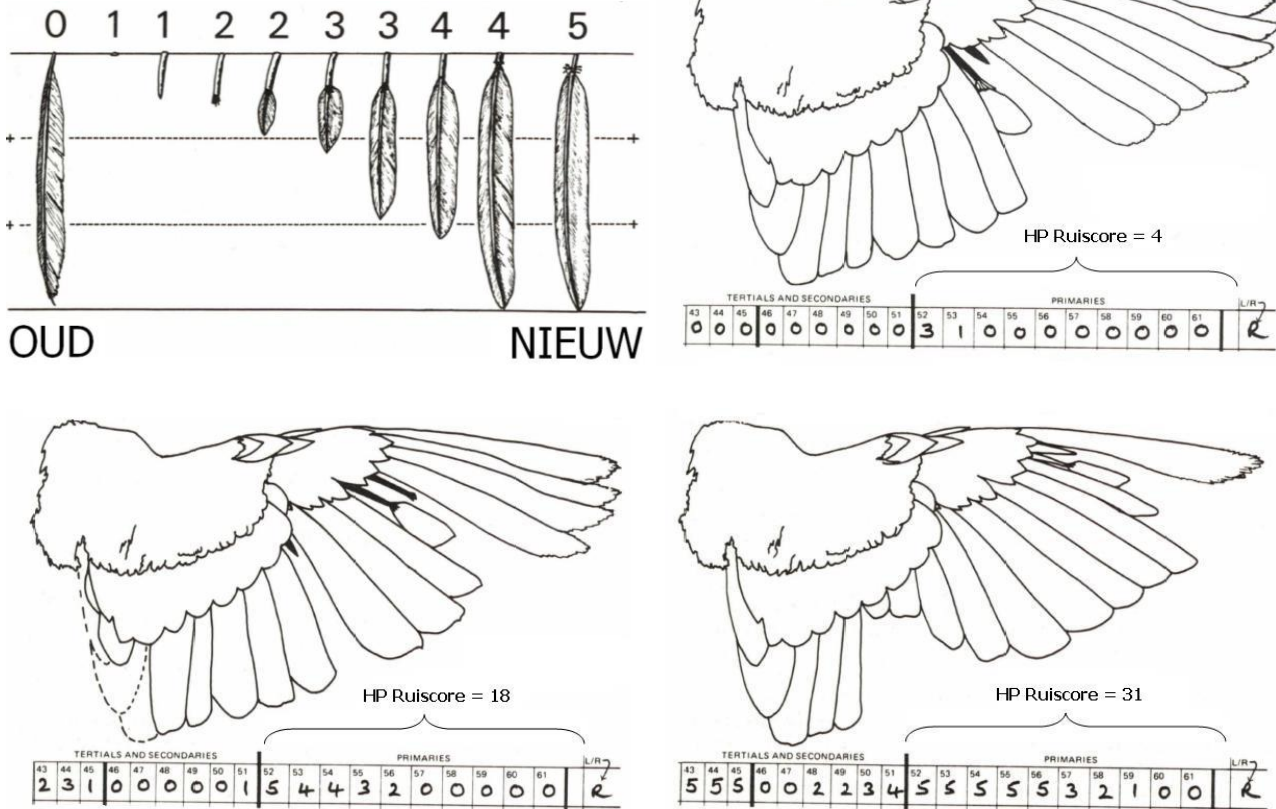 0 1 1 2 2 3 3 4 4 5
OUD NIEUW
HP Ruiscore = 4
TERTIALS AND SECONDARIES PRIMARIES L/R
43 44 45 46 47 48 49 50 51 52 53 54 55 56 57 58 59 60 61
0 0 0 0 0 0 0 0 0 3 1 0 0 0 0 0 0 0 0 R
HP Ruiscore = 18
TERTIALS AND SECONDARIES PRIMARIES L/R
43 44 45 46 47 48 49 50 51 52 53 54 55 56 57 58 59 60 61
2 3 1 0 0 0 0 0 1 5 4 4 3 2 0 0 0 0 0 R
HP Ruiscore = 31
TERTIALS AND SECONDARIES PRIMARIES L/R
43 44 45 46 47 48 49 50 51 52 53 54 55 56 57 58 59 60 61
5 5 5 0 0 2 2 3 4 5 5 5 5 5 3 2 1 0 0 R